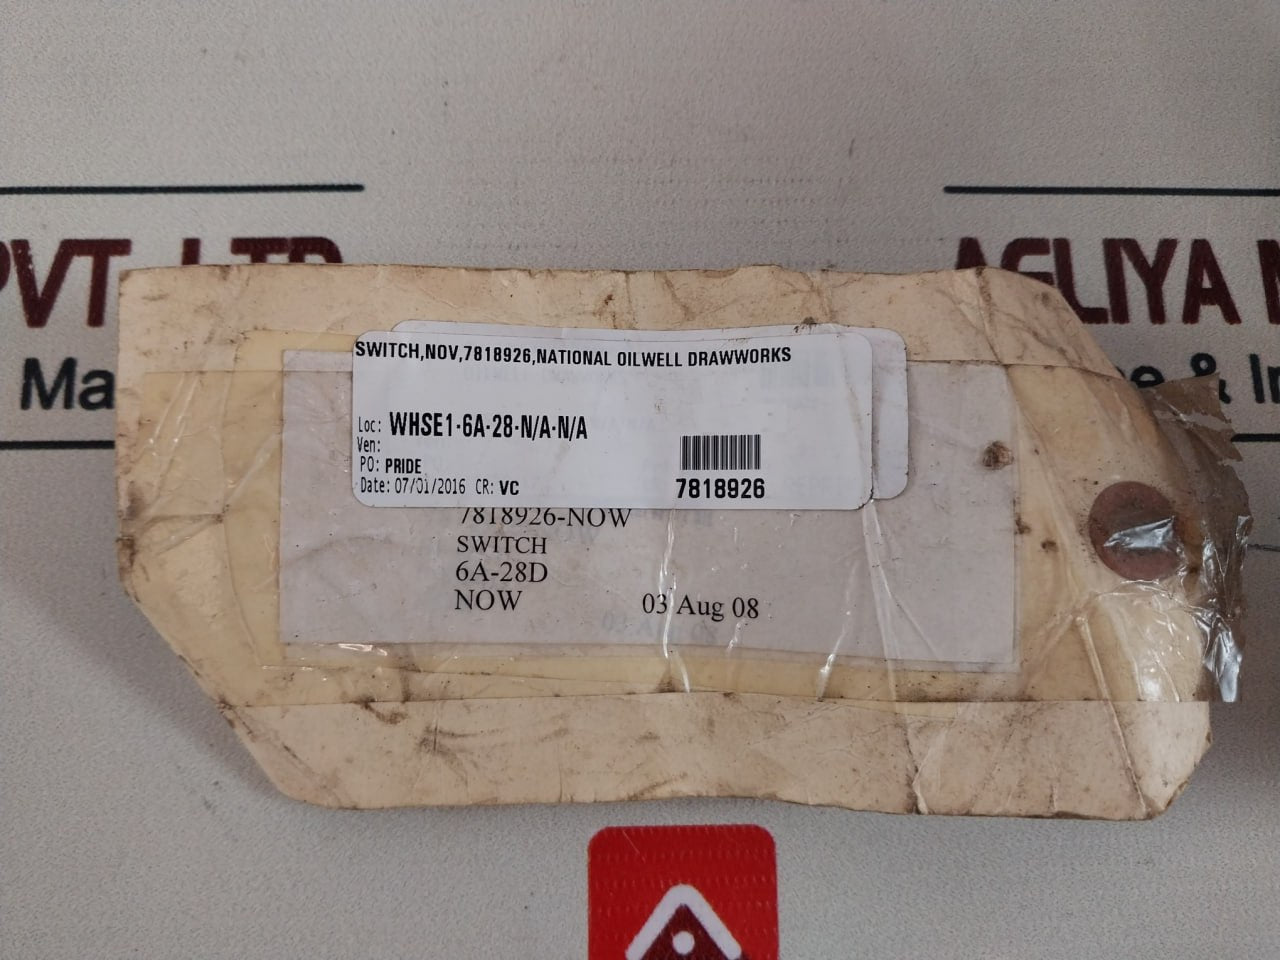 PVT. LTD
AELIYA
Ma
e & In
SWITCH,NOV,7818926,NATIONAL OILWELL DRAWWORKS
Loc: WHSE1-6A-28-N/A-N/A
Ven:
PO: PRIDE
Date: 07/01/2016 CR: VC
7818926
7818926-NOW
SWITCH
6A-28D
NOW 03 Aug 08